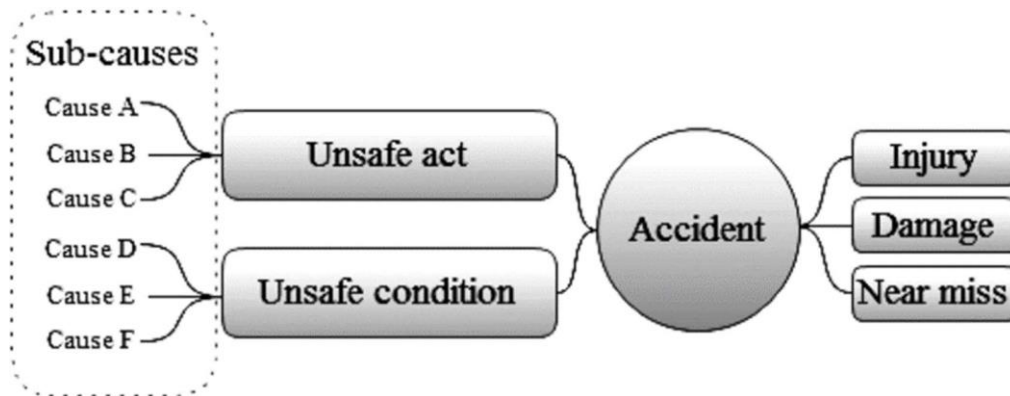 Sub-causes
Cause A
Cause B
Cause C
Cause D
Cause E
Cause F
Unsafe act
Unsafe condition
Accident
Injury
Damage
Near miss